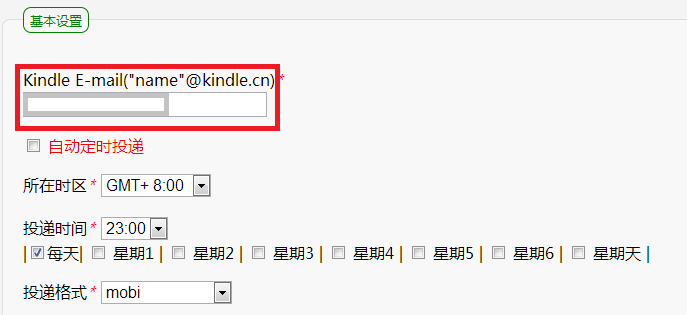 基本设置
Kindle E-mail("name"@kindle.cn)*
自动定时投递
所在时区* GMT+ 8:00
投递时间* 23:00
| 每天| 星期1 | 星期2 | 星期3 | 星期4 | 星期5 | 星期6 | 星期天 |
投递格式* mobi